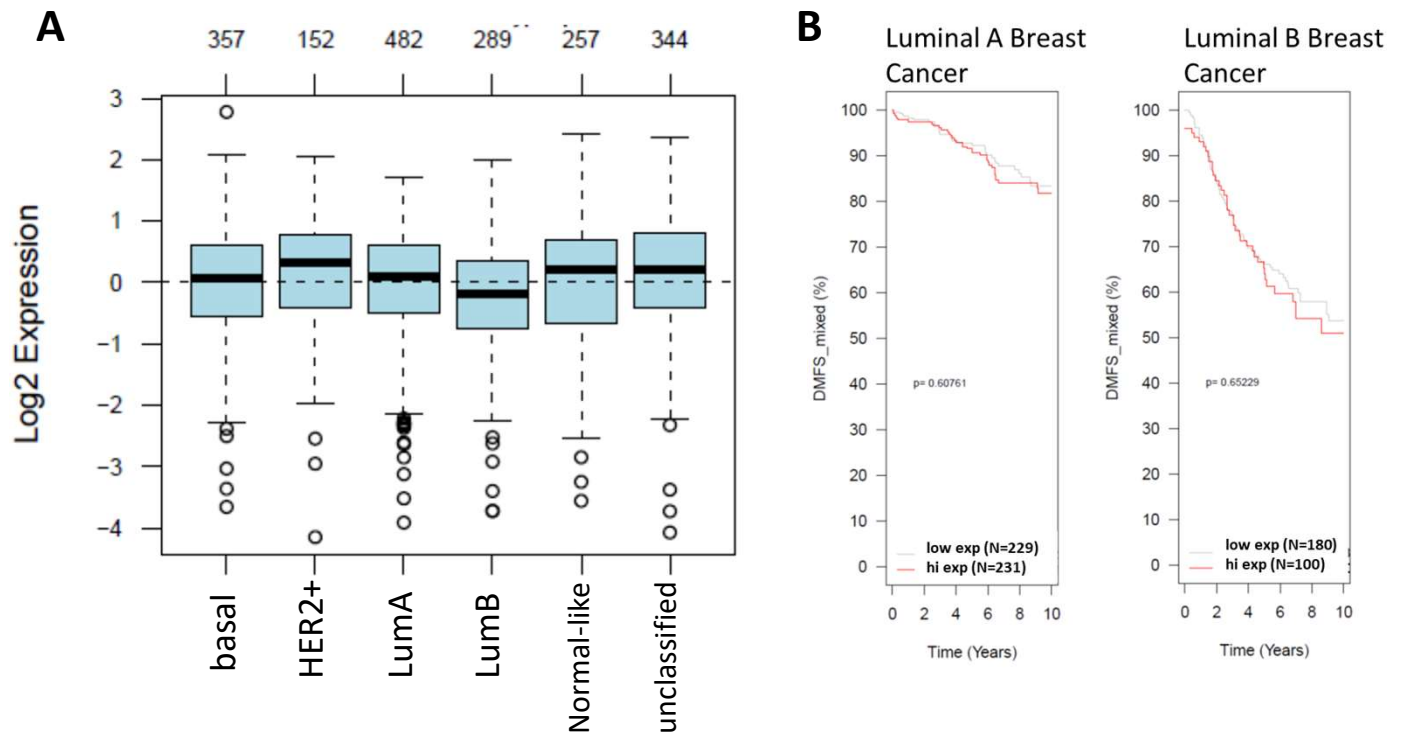 A
357 152 482 289 257 344
Log2 Expression
3
2
1
0
−1
−2
−3
−4
basal
HER2+
LumA
LumB
Normal-like
unclassified
B
Luminal A Breast
Cancer
DMFS_mixed (%)
100
90
80
70
60
50
40
30
20
10
0
p= 0.60761
low exp (N=229)
hi exp (N=231)
0 2 4 6 8 10
Time (Years)
Luminal B Breast
Cancer
DMFS_mixed (%)
100
90
80
70
60
50
40
30
20
10
0
p= 0.65229
low exp (N=180)
hi exp (N=100)
0 2 4 6 8 10
Time (Years)